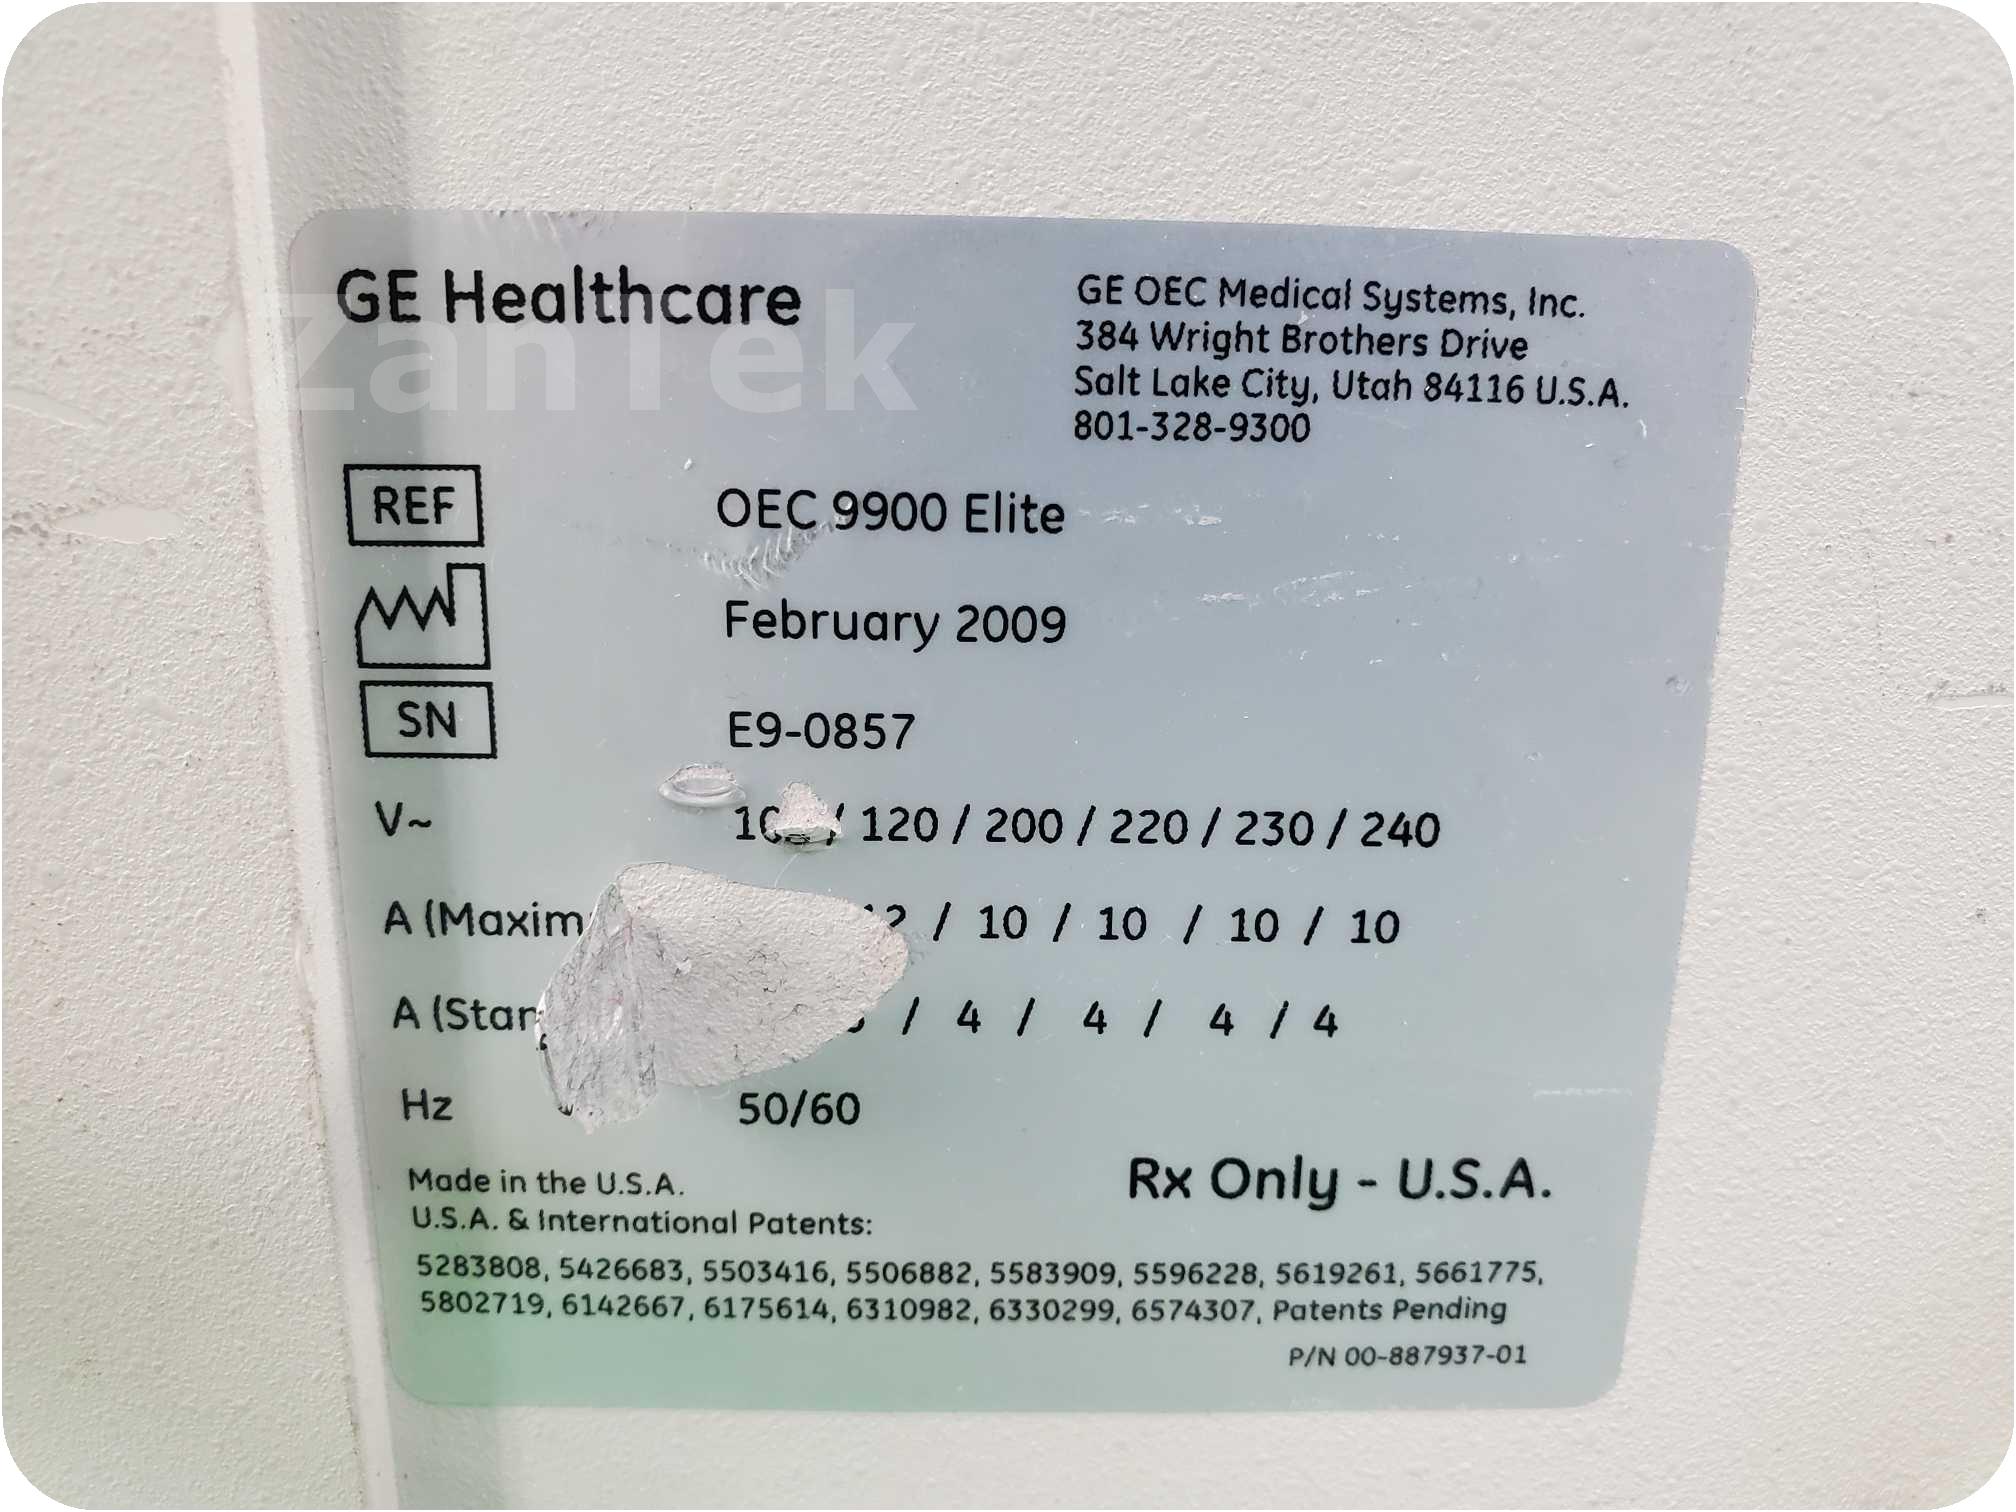 GE Healthcare
ZanTek
GE OEC Medical Systems, Inc.
384 Wright Brothers Drive
Salt Lake City, Utah 84116 U.S.A.
801-328-9300
REF OEC 9900 Elite
February 2009
SN E9-0857
V~ / 120 / 200 / 220 / 230 / 240
A / 10 / 10 / 10 / 10
A / 4 / 4 / 4 / 4
Hz 50/60
Made in the U.S.A.
Rx Only - U.S.A.
U.S.A. & International Patents:
5283808, 5426683, 5503416, 5506882, 5583909, 5596228, 5619261, 5661775,
5802719, 6142667, 6175614, 6310982, 6330299, 6574307, Patents Pending
P/N 00-887937-01